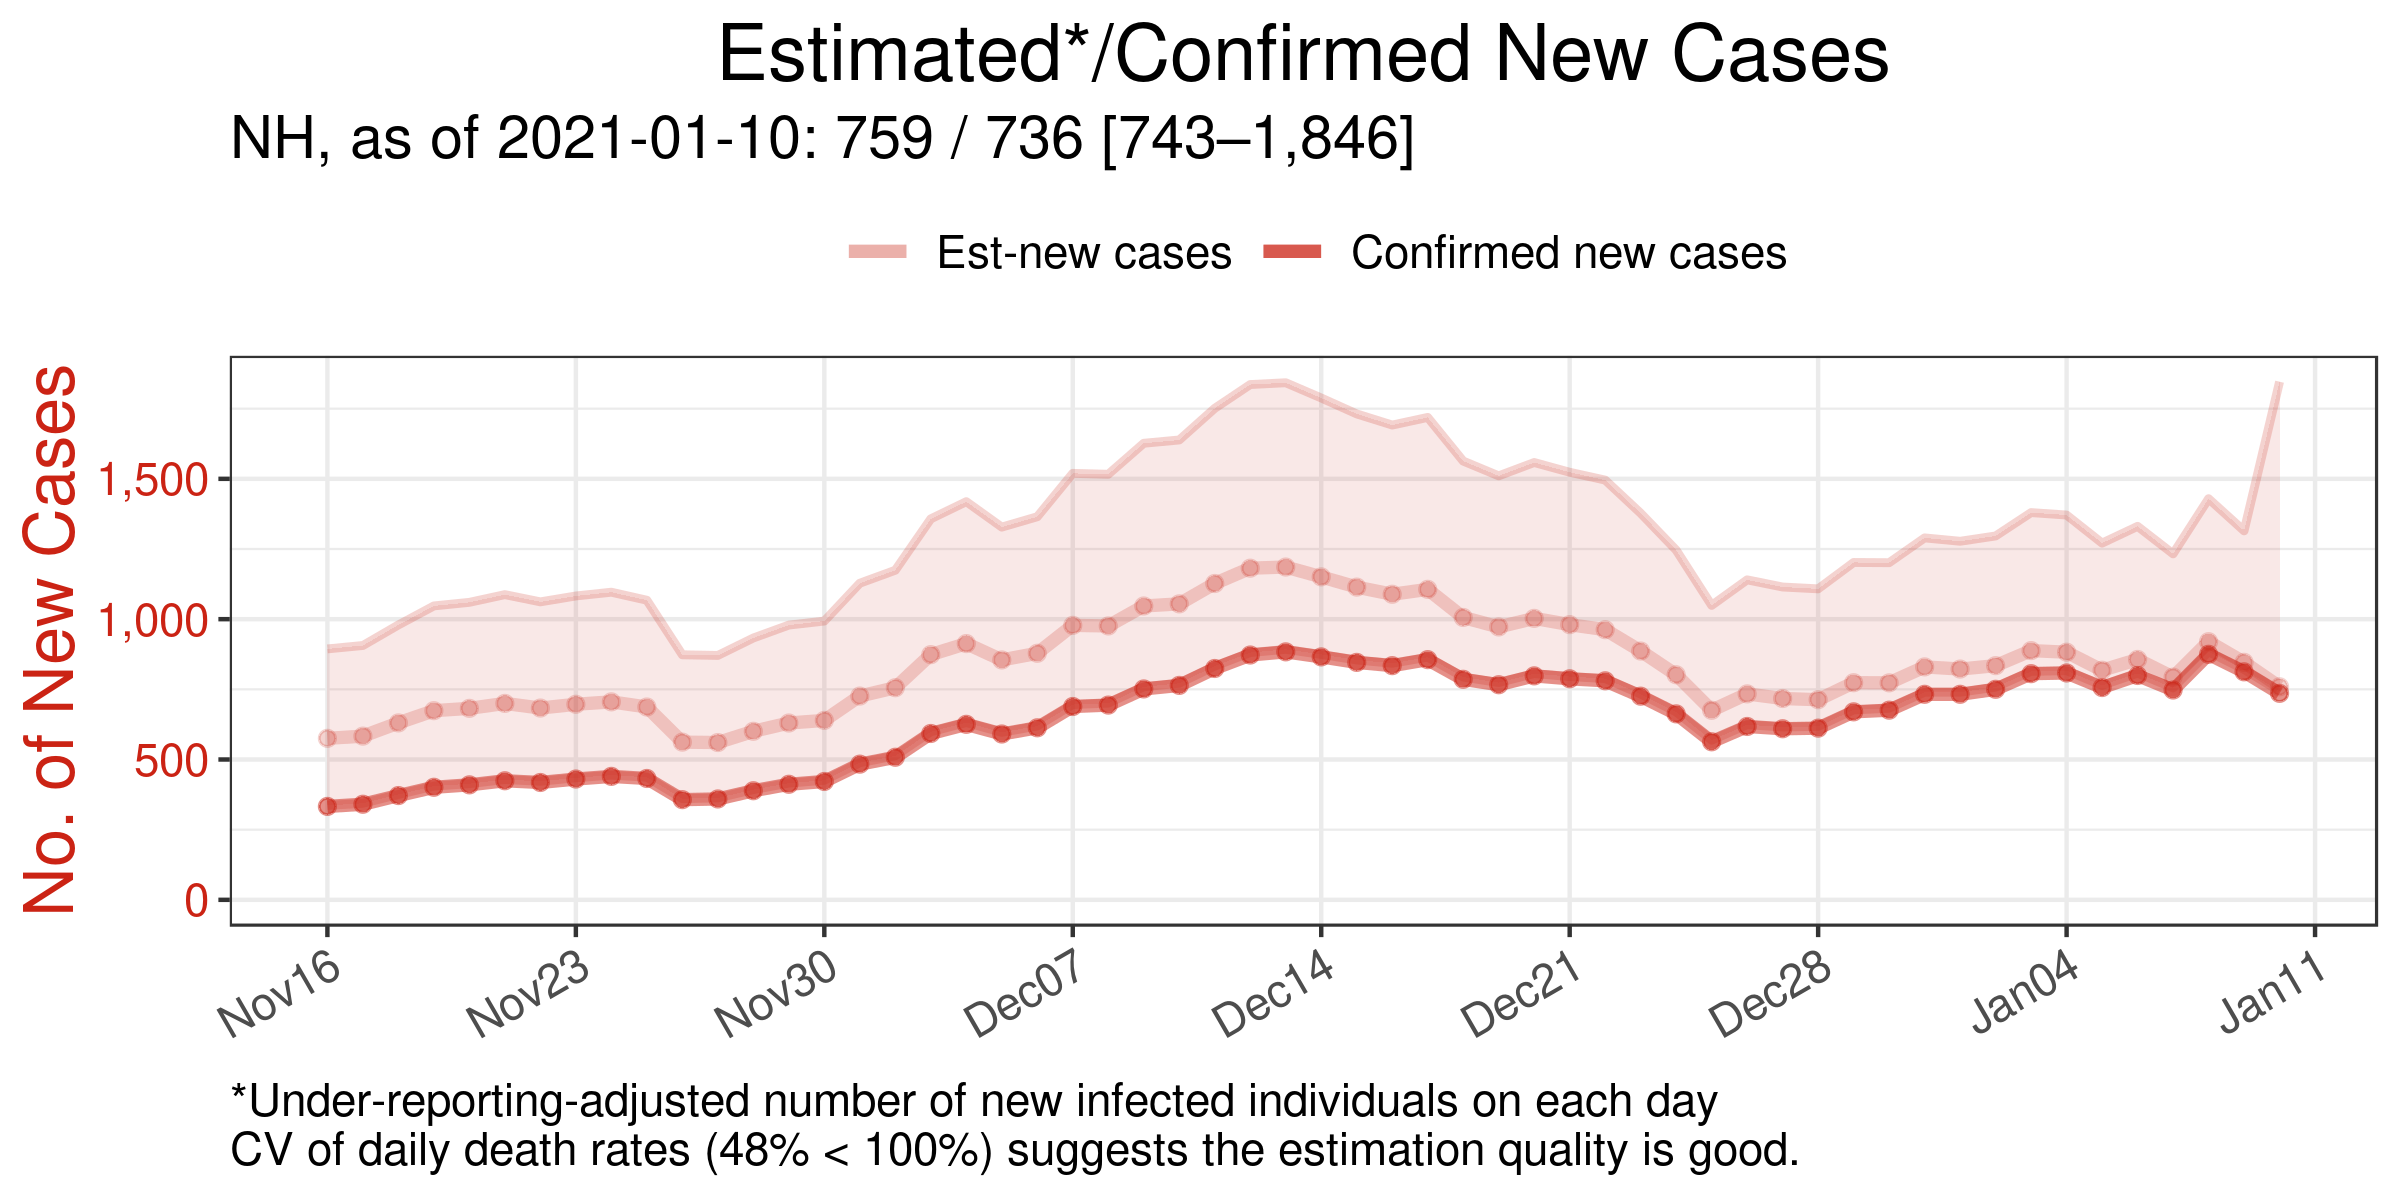 Estimated*/Confirmed New Cases
NH, as of 2021-01-10: 759 / 736 [743–1,846]
Est-new cases
Confirmed new cases
No. of New Cases
1,500
1,000
500
0
Nov16
Nov23
Nov30
Dec07
Dec14
Dec21
Dec28
Jan04
Jan11
*Under-reporting-adjusted number of new infected individuals on each day
CV of daily death rates (48% < 100%) suggests the estimation quality is good.